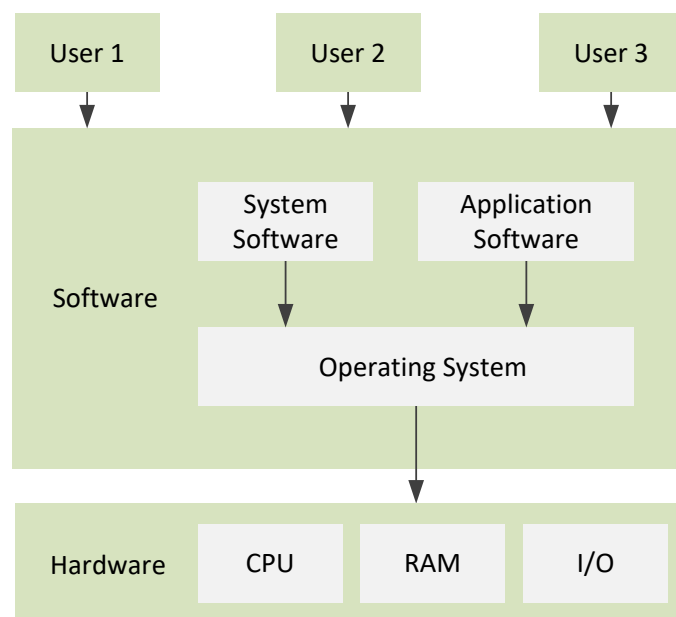 User 1
User 2
User 3
System
Software
Application
Software
Software
Operating System
Hardware
CPU
RAM
I/O